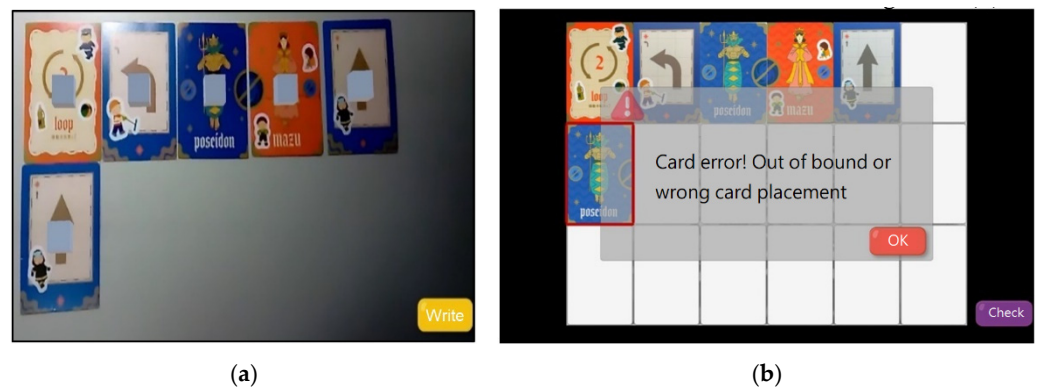 loop
poseidon
mazu
Write
(a)
2
loop
poseidon
mazu
poseidon
Card error! Out of bound or
wrong card placement
OK
Check
(b)